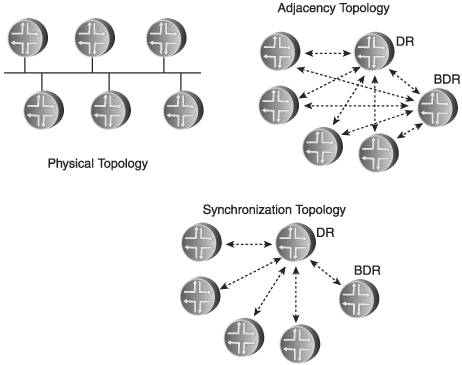 Adjacency Topology
DR
BDR
Physical Topology
Synchronization Topology
DR
BDR